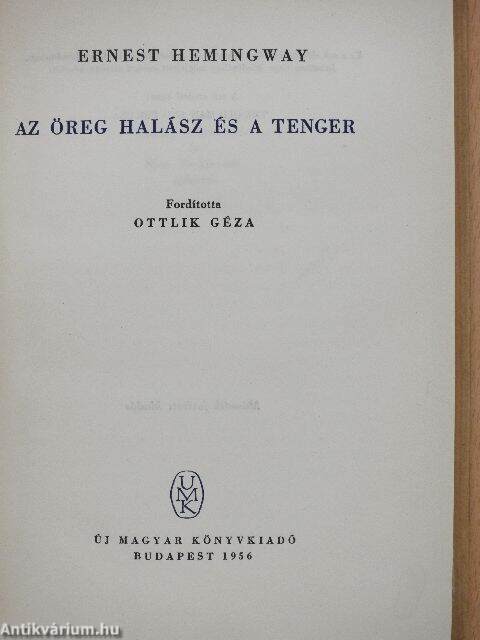 ERNEST HEMINGWAY
AZ ÖREG HALÁSZ ÉS A TENGER
Fordította
OTTLIK GÉZA
UMK
ÚJ MAGYAR KÖNYVKIADÓ
BUDAPEST 1956
Antikvárium.hu